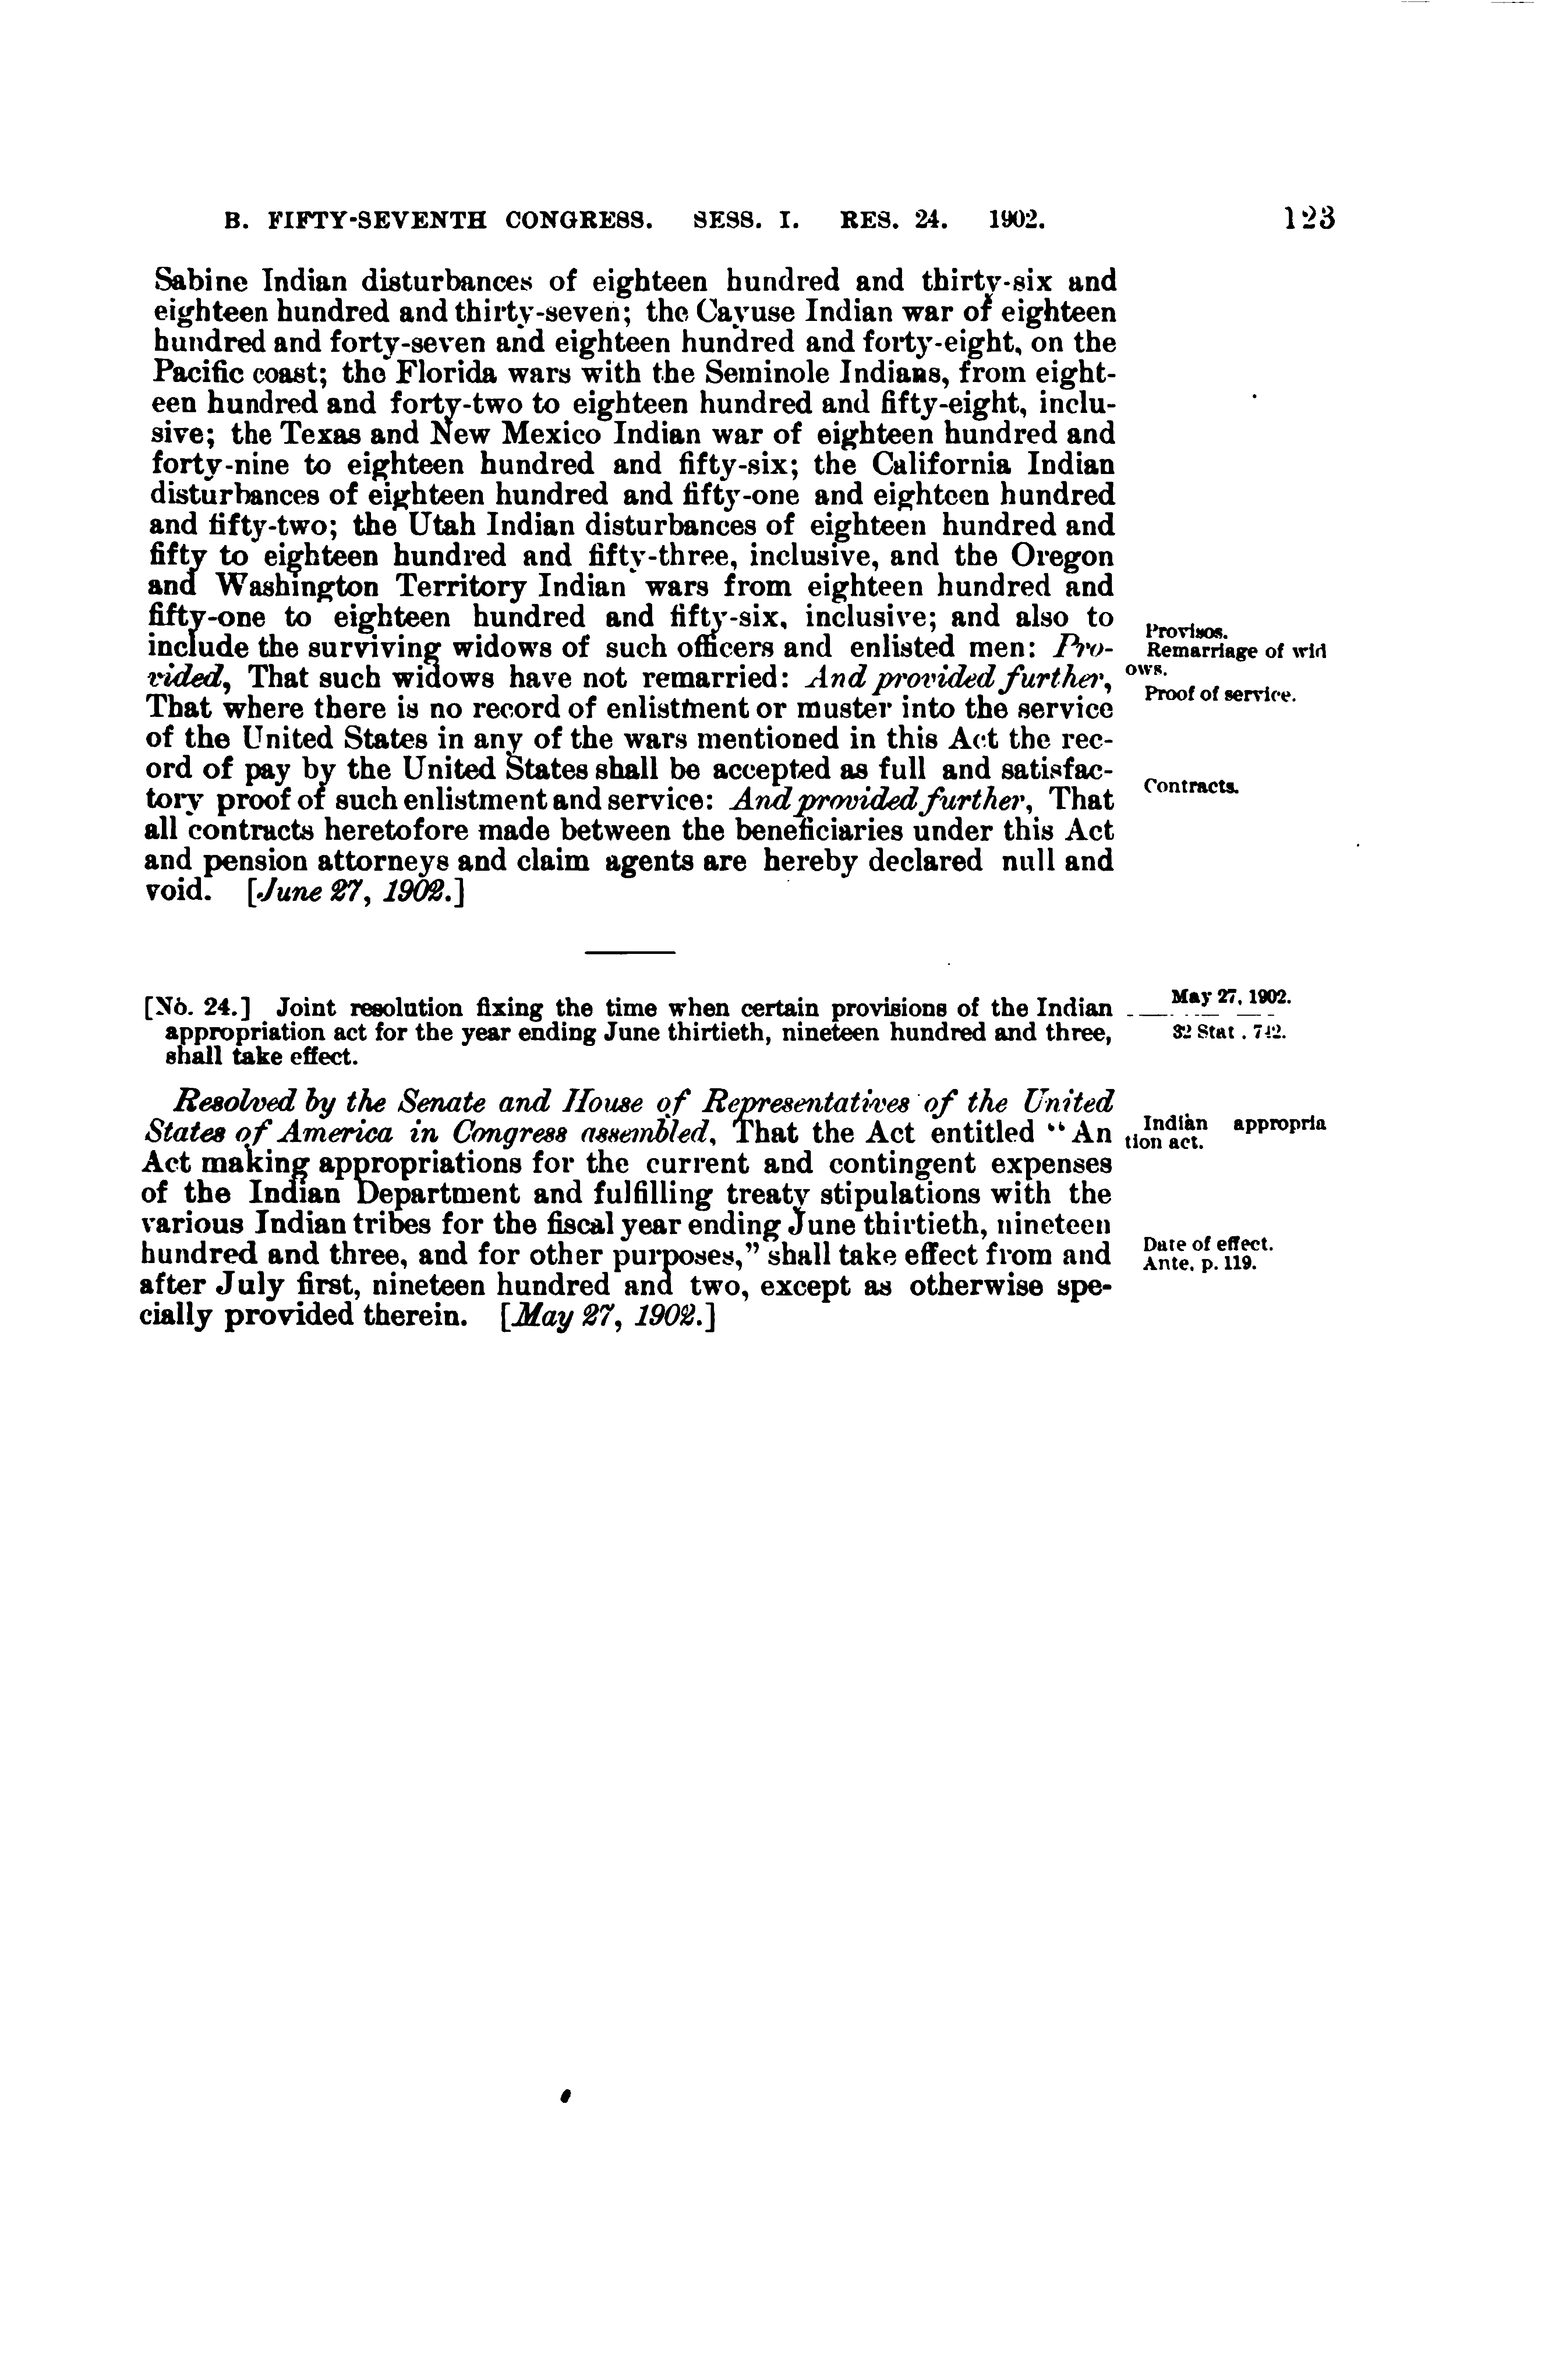 B. FIFTY-SEVENTH CONGRESS. SESS. I. RES. 24. 1902. 123
Sabine Indian disturbances of eighteen hundred and thirty-six and
eighteen hundred and thirty-seven; the Cayuse Indian war of eighteen
hundred and forty-seven and eighteen hundred and forty-eight, on the
Pacific coast; the Florida wars with the Seminole Indians, from eight-
een hundred and forty-two to eighteen hundred and fifty-eight, inclu-
sive; the Texas and New Mexico Indian war of eighteen hundred and
forty-nine to eighteen hundred and fifty-six; the California Indian
disturbances of eighteen hundred and fifty-one and eighteen hundred
and fifty-two; the Utah Indian disturbances of eighteen hundred and
fifty to eighteen hundred and fifty-three, inclusive, and the Oregon
and Washington Territory Indian wars from eighteen hundred and
fifty-one to eighteen hundred and fifty-six, inclusive; and also to
include the surviving widows of such officers and enlisted men: Pro-
vided, That such widows have not remarried: And provided further,
That where there is no record of enlistment or muster into the service
of the United States in any of the wars mentioned in this Act the rec-
ord of pay by the United States shall be accepted as full and satisfac-
tory proof of such enlistment and service: And provided further, That
all contracts heretofore made between the beneficiaries under this Act
and pension attorneys and claim agents are hereby declared null and
void. [June 27, 1902.]
Provisos.
Remarriage of wid
ows.
Proof of service.
Contracts.
[No. 24.] Joint resolution fixing the time when certain provisions of the Indian
appropriation act for the year ending June thirtieth, nineteen hundred and three,
shall take effect.
May 27, 1902.
32 Stat. 742.
Resolved by the Senate and House of Representatives of the United
States of America in Congress assembled, That the Act entitled "An
Act making appropriations for the current and contingent expenses
of the Indian Department and fulfilling treaty stipulations with the
various Indian tribes for the fiscal year ending June thirtieth, nineteen
hundred and three, and for other purposes," shall take effect from and
after July first, nineteen hundred and two, except as otherwise spe-
cially provided therein. [May 27, 1902.]
Indian appropria
tion act.
Date of effect.
Ante, p. 119.